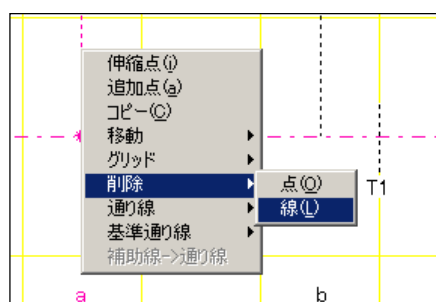 伸縮点(i)
追加点(a)
コピー(C)
移動
グリッド
削除
通り線
基準通り線
補助線->通り線
点(O)
線(L)
T1
a
b